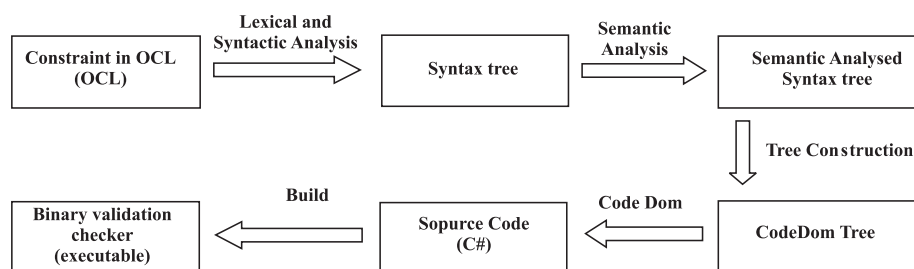 Constraint in OCL
(OCL)
Lexical and
Syntactic Analysis
Syntax tree
Semantic
Analysis
Semantic Analysed
Syntax tree
Tree Construction
CodeDom Tree
Code Dom
Sopurce Code
(C#)
Build
Binary validation
checker
(executable)